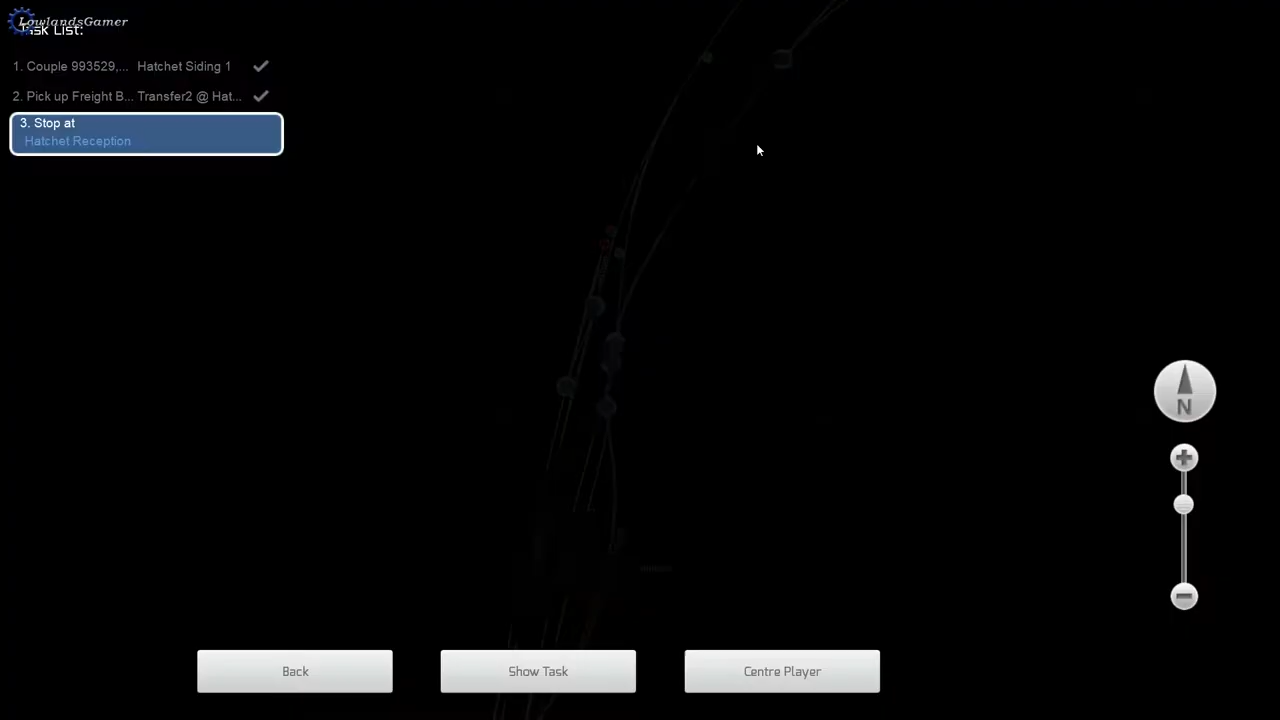 LowlandsGamer
Task List:
1. Couple 993529,... Hatchet Siding 1
2. Pick up Freight B... Transfer2 @ Hat...
3. Stop at
Hatchet Reception
N
Back
Show Task
Centre Player